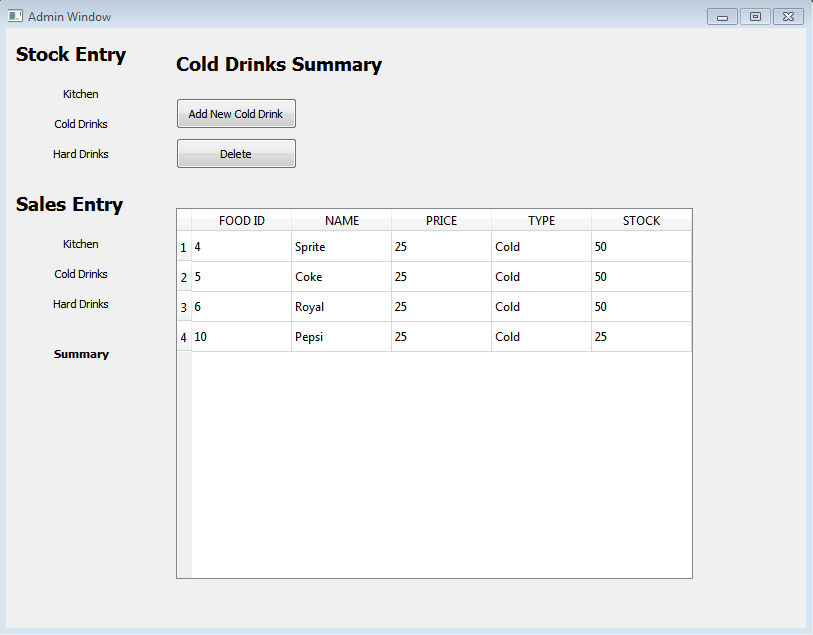 Admin Window
Stock Entry
Kitchen
Cold Drinks
Hard Drinks
Sales Entry
Kitchen
Cold Drinks
Hard Drinks
Summary
Cold Drinks Summary
Add New Cold Drink
Delete
FOOD ID NAME PRICE TYPE STOCK
1 4 Sprite 25 Cold 50
2 5 Coke 25 Cold 50
3 6 Royal 25 Cold 50
4 10 Pepsi 25 Cold 25